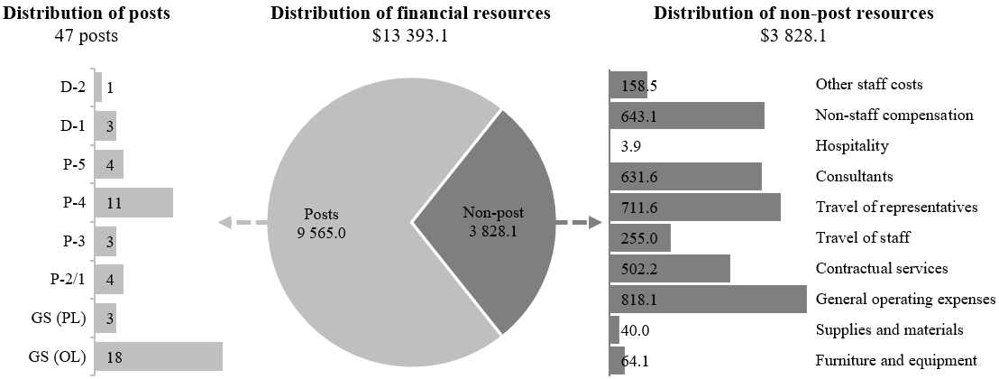 Distribution of posts
47 posts
D-2 1
D-1 3
P-5 4
P-4 11
P-3 3
P-2/1 4
GS (PL) 3
GS (OL) 18
Distribution of financial resources
$13 393.1
Posts
9 565.0
Non-post
3 828.1
Distribution of non-post resources
$3 828.1
158.5 Other staff costs
643.1 Non-staff compensation
3.9 Hospitality
631.6 Consultants
711.6 Travel of representatives
255.0 Travel of staff
502.2 Contractual services
818.1 General operating expenses
40.0 Supplies and materials
64.1 Furniture and equipment